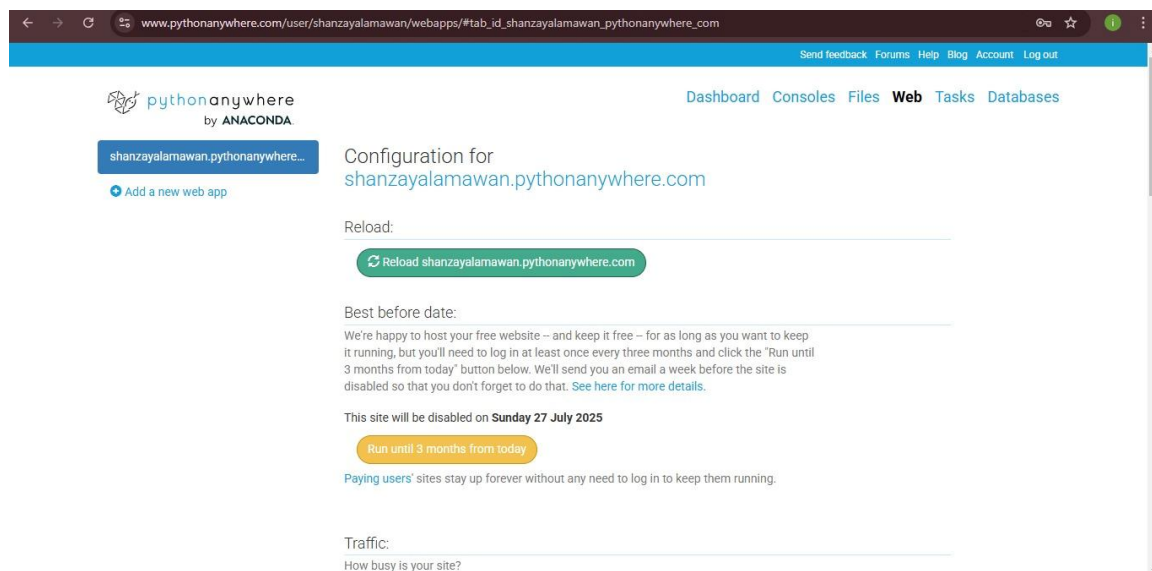 www.pythonanywhere.com/user/shanzayalamawan/webapps/#tab_id_shanzayalamawan_pythonanywhere_com
i
Send feedback Forums Help Blog Account Log out
pythonanywhere
by ANACONDA.
Dashboard Consoles Files Web Tasks Databases
shanzayalamawan.pythonanywhere...
Add a new web app
Configuration for
shanzayalamawan.pythonanywhere.com
Reload:
Reload shanzayalamawan.pythonanywhere.com
Best before date:
We're happy to host your free website -- and keep it free -- for as long as you want to keep
it running, but you'll need to log in at least once every three months and click the "Run until
3 months from today" button below. We'll send you an email a week before the site is
disabled so that you don't forget to do that. See here for more details.
This site will be disabled on Sunday 27 July 2025
Run until 3 months from today
Paying users' sites stay up forever without any need to log in to keep them running.
Traffic:
How busy is your site?